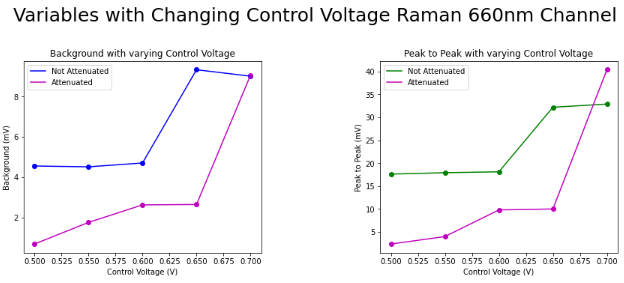 Variables with Changing Control Voltage Raman 660nm Channel
Background with varying Control Voltage
Not Attenuated
Attenuated
8
6
4
2
Background (mV)
0.500 0.525 0.550 0.575 0.600 0.625 0.650 0.675 0.700
Control Voltage (V)
Peak to Peak with varying Control Voltage
Not Attenuated
Attenuated
40
35
30
25
20
15
10
5
Peak to Peak (mV)
0.500 0.525 0.550 0.575 0.600 0.625 0.650 0.675 0.700
Control Voltage (V)